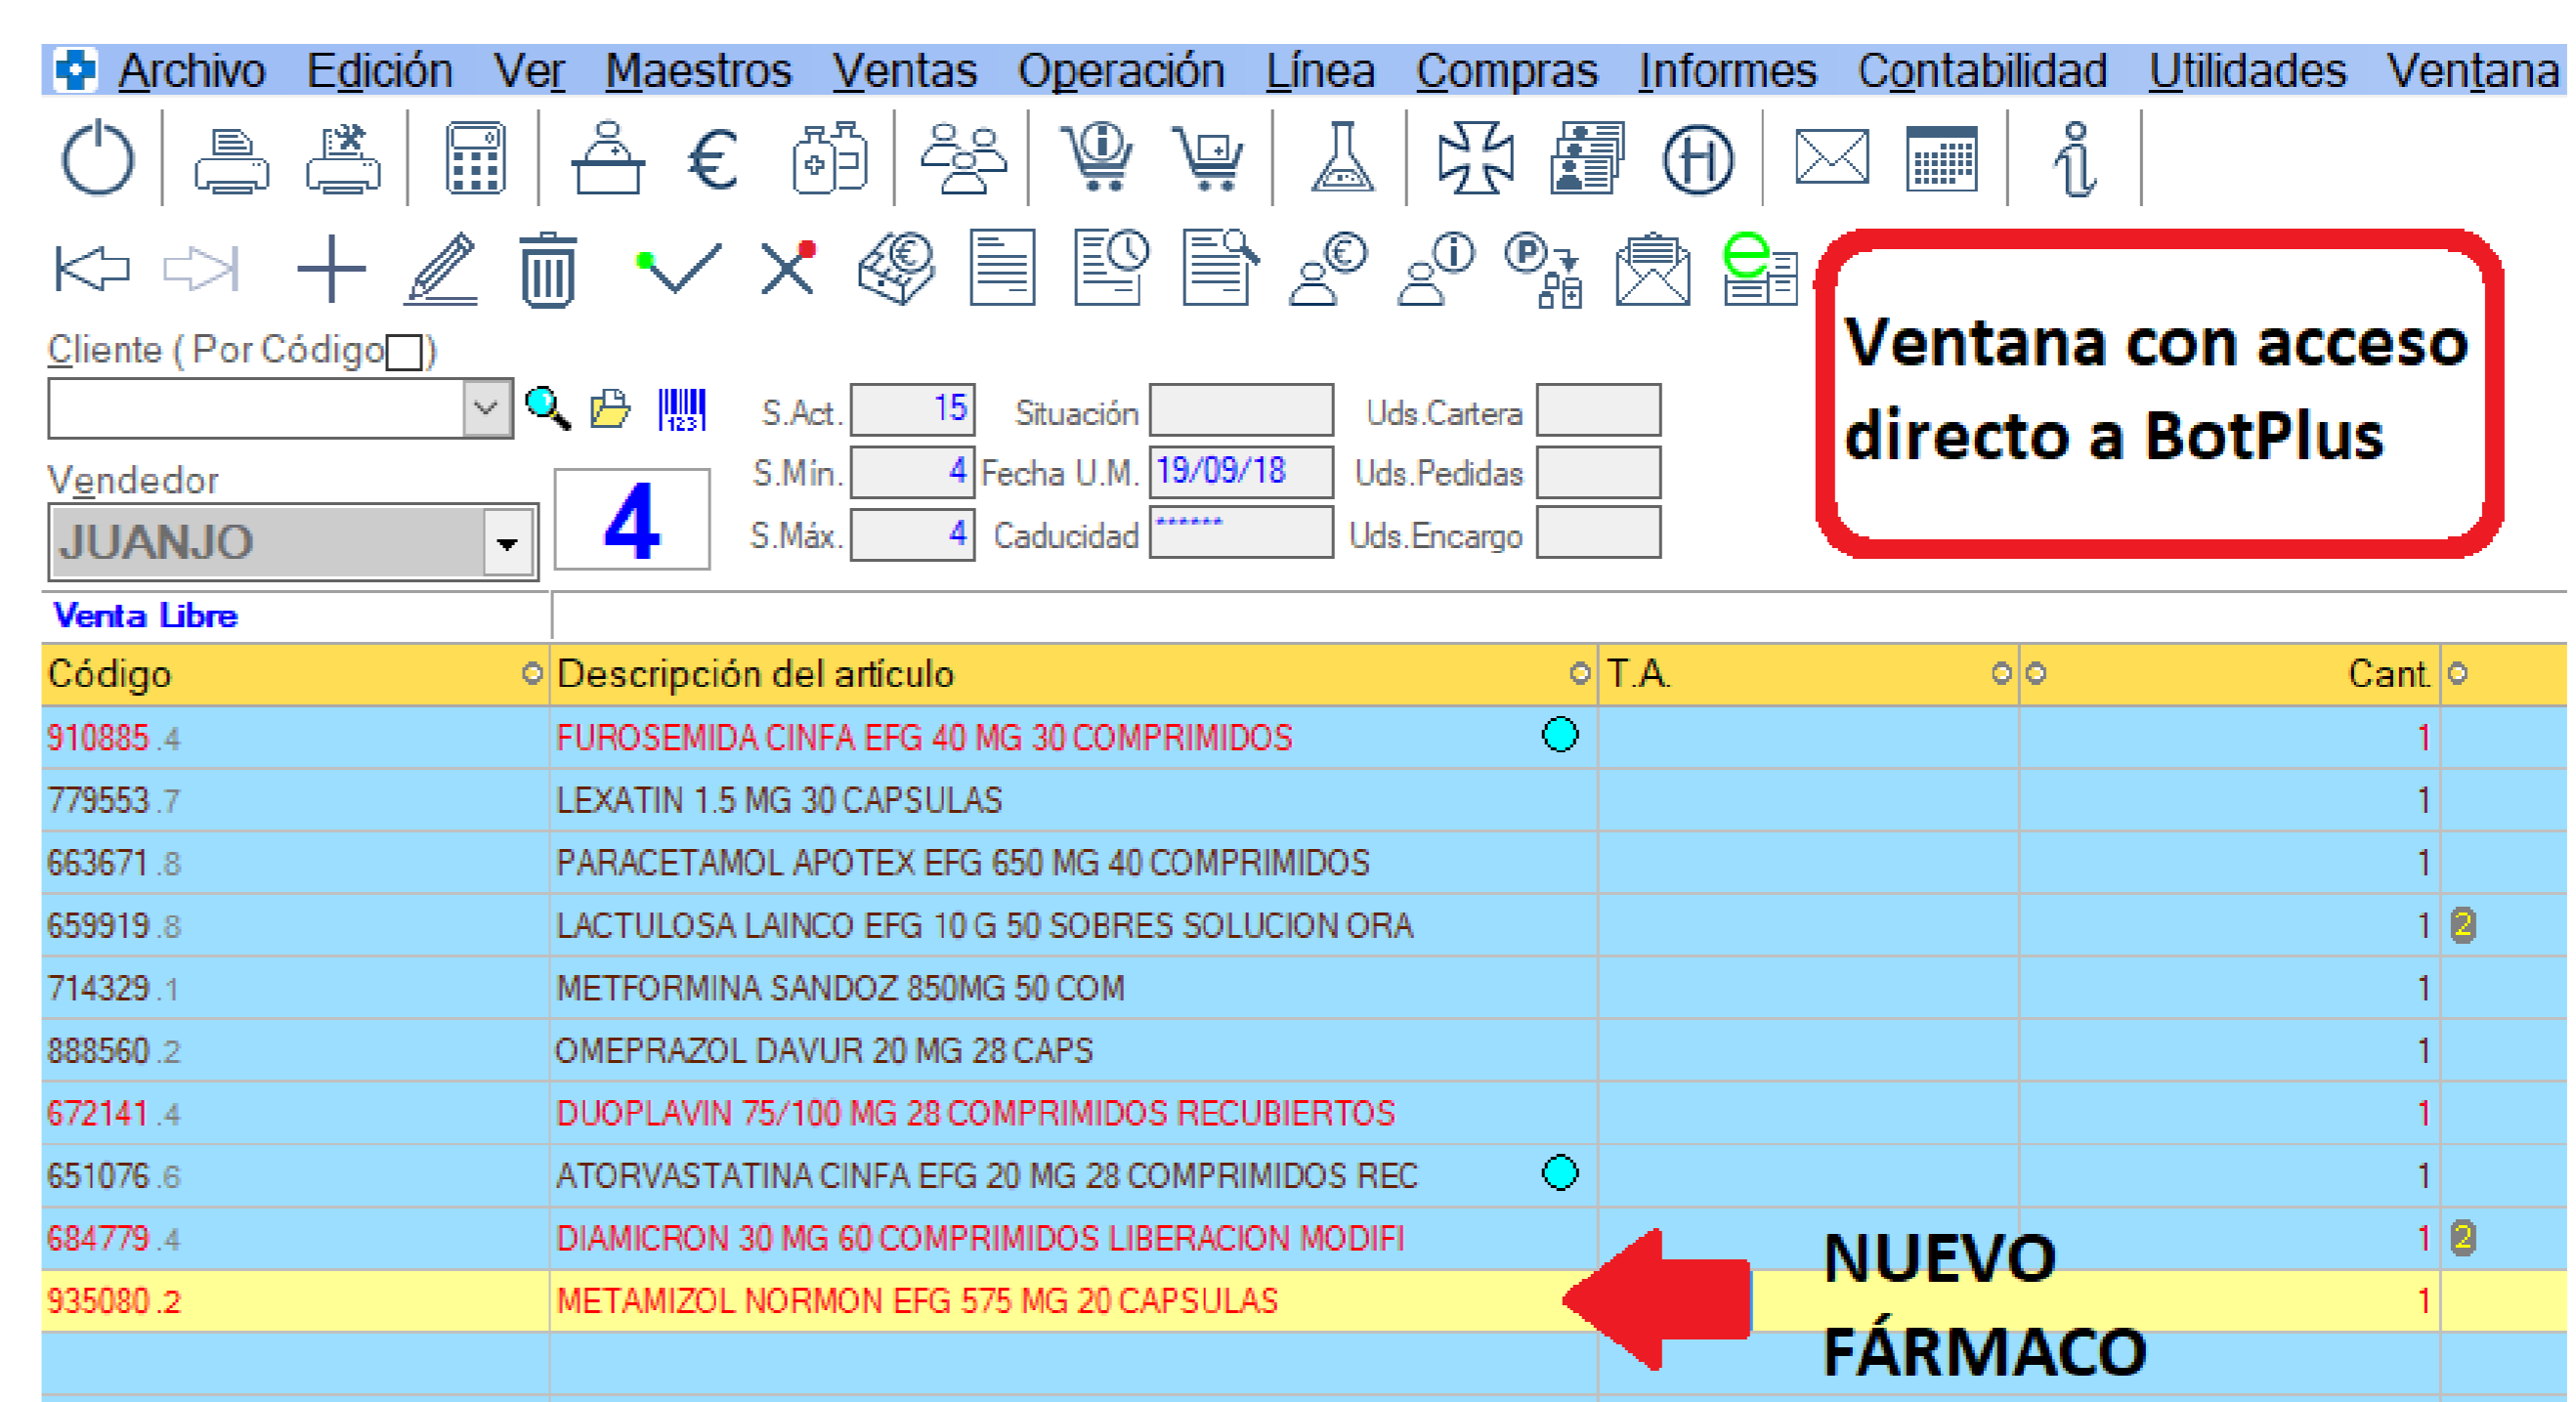 Archivo Edición Ver Maestros Ventas Operación Línea Compras Informes Contabilidad Utilidades Ventana
Cliente ( Por Código )
123
S.Act. 15 Situación Uds.Cartera
Vendedor
S.Mín. 4 Fecha U.M. 19/09/18 Uds.Pedidas
JUANJO 4
S.Máx. 4 Caducidad ****** Uds.Encargo
Ventana con acceso
directo a BotPlus
Venta Libre
Código Descripción del artículo T.A. Cant.
910885 .4 FUROSEMIDA CINFA EFG 40 MG 30 COMPRIMIDOS 1
779553 .7 LEXATIN 1.5 MG 30 CAPSULAS 1
663671 .8 PARACETAMOL APOTEX EFG 650 MG 40 COMPRIMIDOS 1
659919 .8 LACTULOSA LAINCO EFG 10 G 50 SOBRES SOLUCION ORA 1 2
714329 .1 METFORMINA SANDOZ 850MG 50 COM 1
888560 .2 OMEPRAZOL DAVUR 20 MG 28 CAPS 1
672141 .4 DUOPLAVIN 75/100 MG 28 COMPRIMIDOS RECUBIERTOS 1
651076 .6 ATORVASTATINA CINFA EFG 20 MG 28 COMPRIMIDOS REC 1
684779 .4 DIAMICRON 30 MG 60 COMPRIMIDOS LIBERACION MODIFI 1 2
935080 .2 METAMIZOL NORMON EFG 575 MG 20 CAPSULAS 1
NUEVO
FÁRMACO